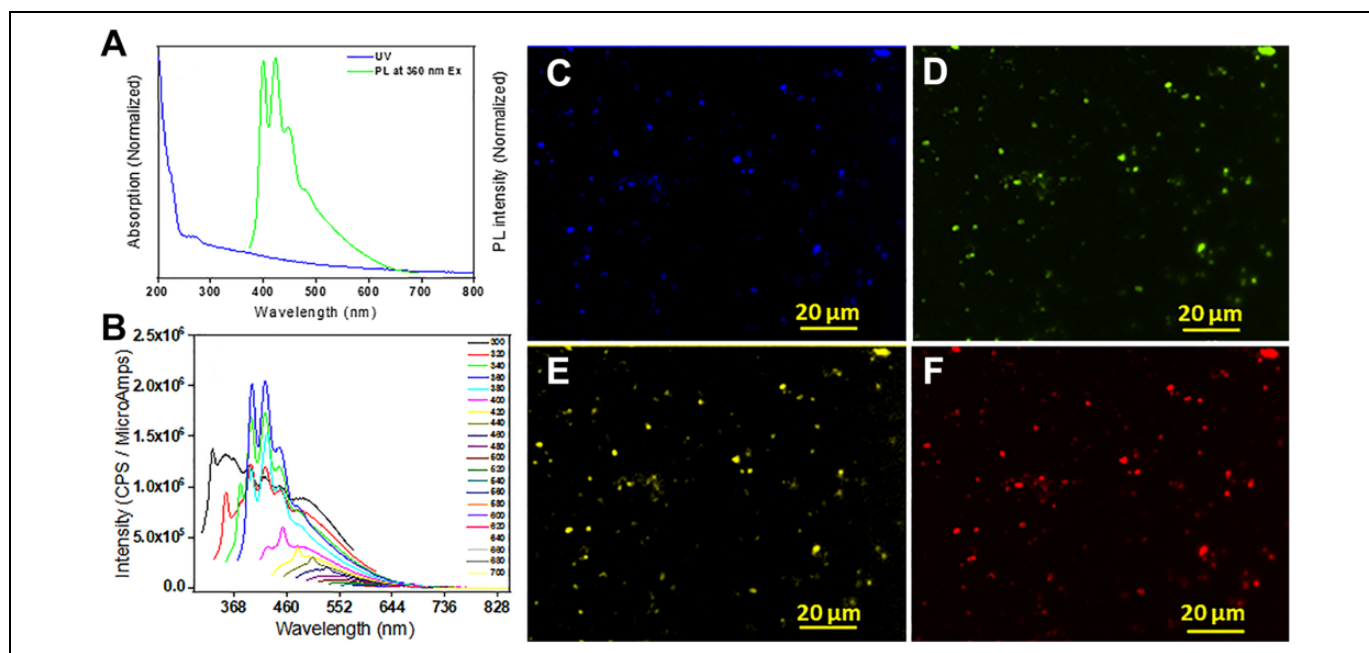 A
UV
PL at 360 nm Ex
Absorption (Normalized)
PL intensity (Normalized)
200 300 400 500 600 700 800
Wavelength (nm)
B
2.5x10⁶
2.0x10⁶
1.5x10⁶
1.0x10⁶
5.0x10⁵
0.0
Intensity (CPS / MicroAmps)
300
320
340
360
380
400
420
440
460
480
500
520
540
560
580
600
620
640
660
680
700
368 460 552 644 736 828
Wavelength (nm)
C
20 µm
D
20 µm
E
20 µm
F
20 µm